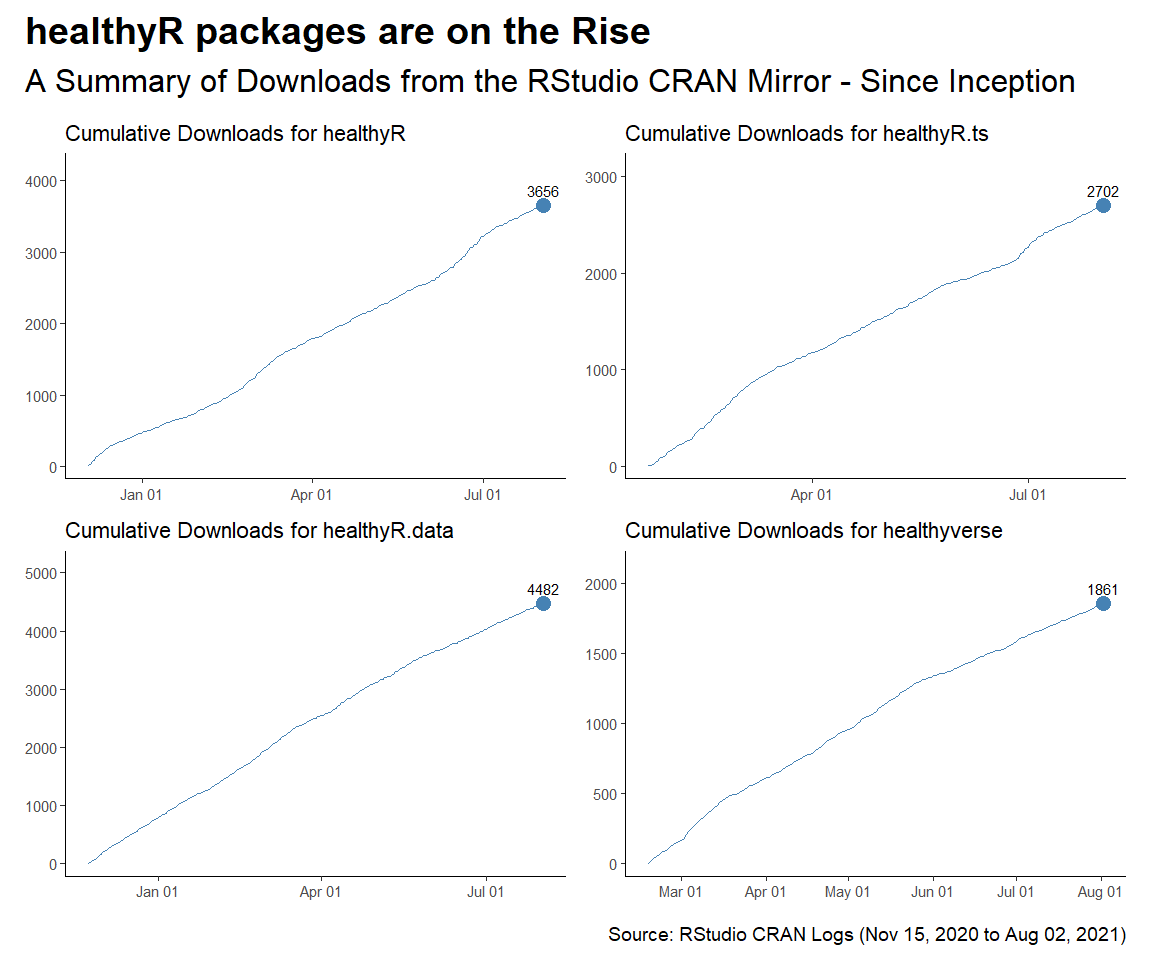 healthyR packages are on the Rise
A Summary of Downloads from the RStudio CRAN Mirror - Since Inception
Cumulative Downloads for healthyR
4000
3000
2000
1000
0
3656
Jan 01 Apr 01 Jul 01
Cumulative Downloads for healthyR.ts
3000
2000
1000
0
2702
Apr 01 Jul 01
Cumulative Downloads for healthyR.data
5000
4000
3000
2000
1000
0
4482
Jan 01 Apr 01 Jul 01
Cumulative Downloads for healthyverse
2000
1500
1000
500
0
1861
Mar 01 Apr 01 May 01 Jun 01 Jul 01 Aug 01
Source: RStudio CRAN Logs (Nov 15, 2020 to Aug 02, 2021)